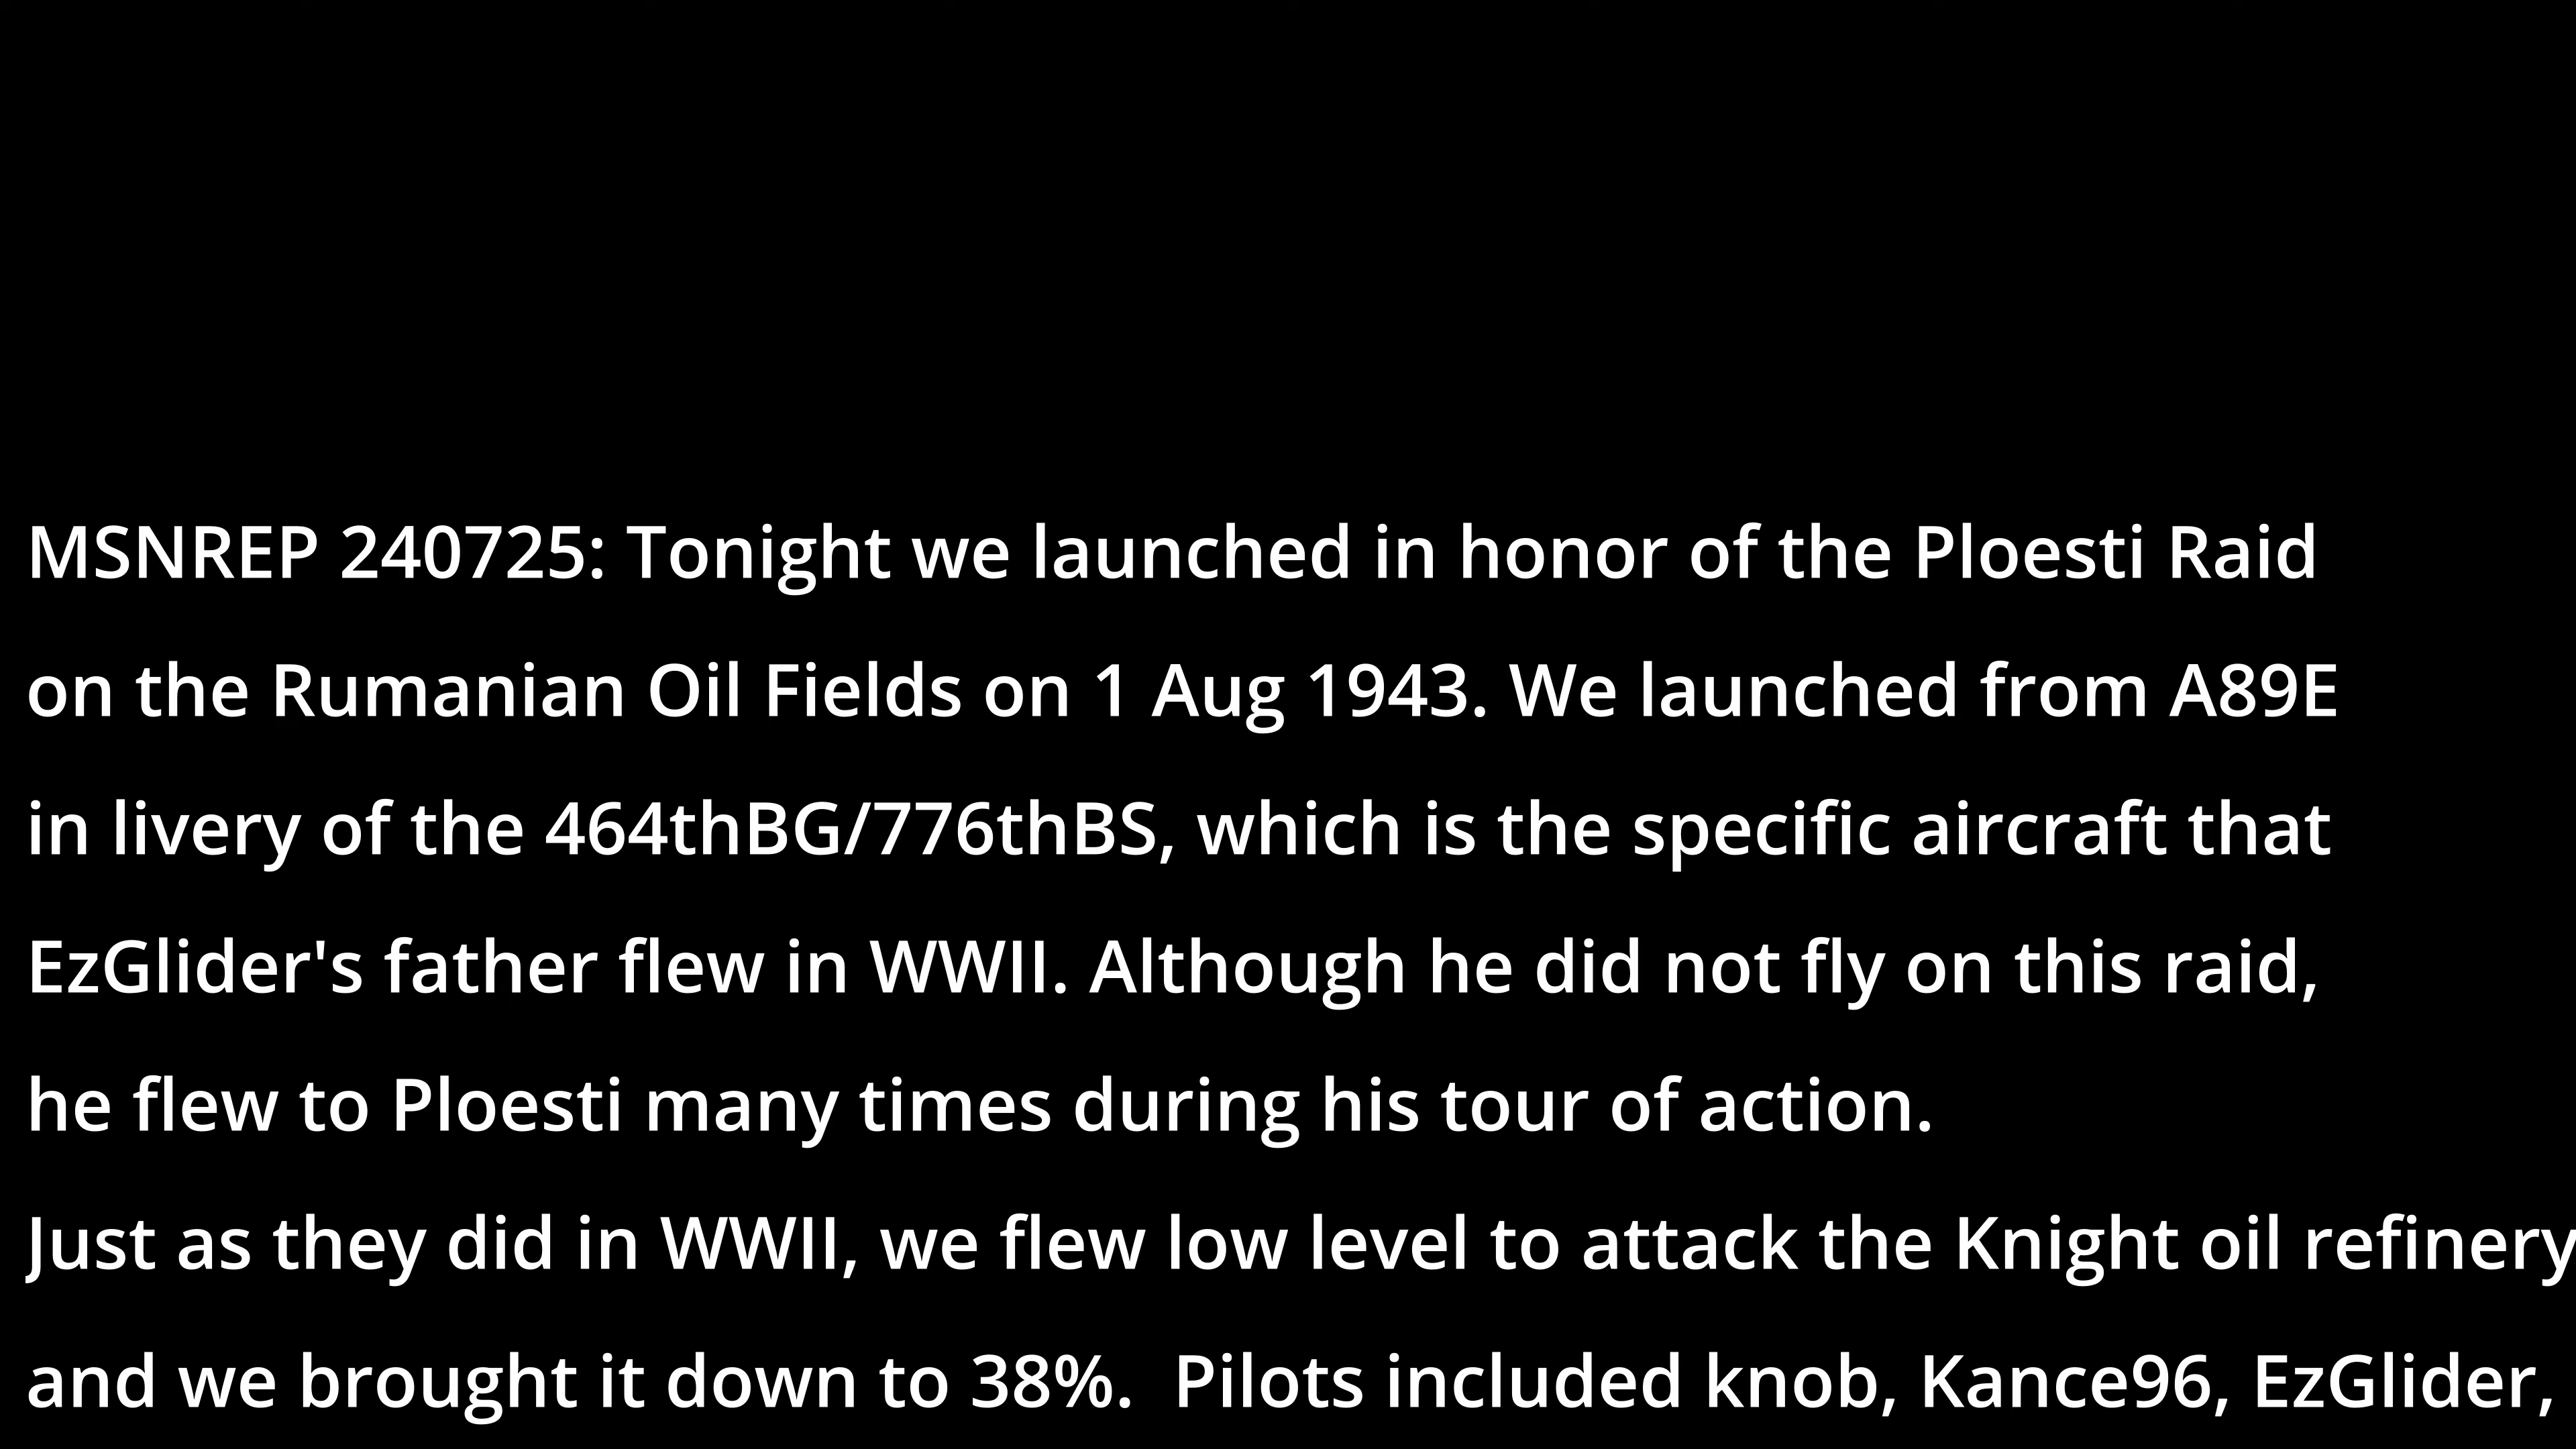 MSNREP 240725: Tonight we launched in honor of the Ploesti Raid
on the Rumanian Oil Fields on 1 Aug 1943. We launched from A89E
in livery of the 464thBG/776thBS, which is the specific aircraft that
EzGlider's father flew in WWII. Although he did not fly on this raid,
he flew to Ploesti many times during his tour of action.
Just as they did in WWII, we flew low level to attack the Knight oil refinery
and we brought it down to 38%.  Pilots included knob, Kance96, EzGlider,